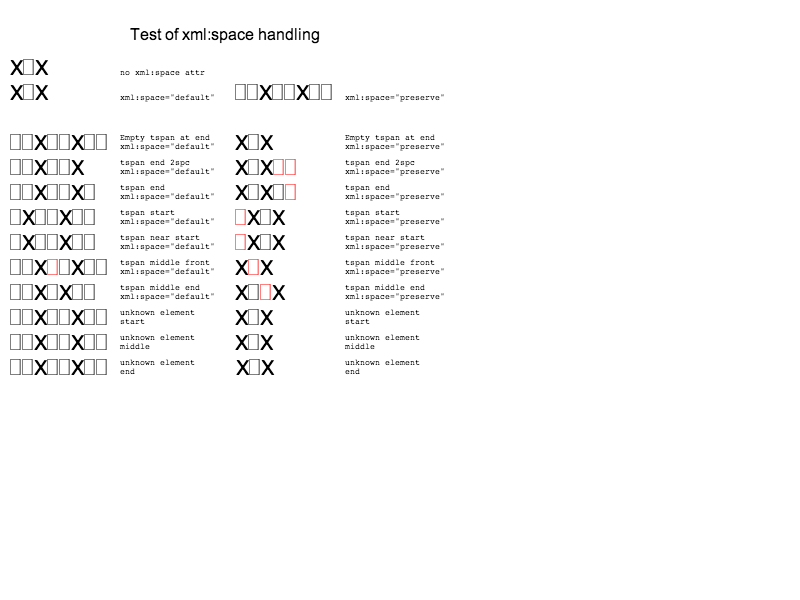 Test of xml:space handling
X□X no xml:space attr
X□X xml:space="default" □□X□□X□□ xml:space="preserve"
□□X□□X□□ Empty tspan at end X□X Empty tspan at end
xml:space="default" xml:space="preserve"
□□X□□X tspan end 2spc X□X□□ tspan end 2spc
xml:space="default" xml:space="preserve"
□□X□□X□ tspan end X□X□□ tspan end
xml:space="default" xml:space="preserve"
□X□□X□□ tspan start □X□X tspan start
xml:space="default" xml:space="preserve"
□X□□X□□ tspan near start □X□X tspan near start
xml:space="default" xml:space="preserve"
□□X□□X□□ tspan middle front X□X tspan middle front
xml:space="default" xml:space="preserve"
□□X□X□□ tspan middle end X□□X tspan middle end
xml:space="default" xml:space="preserve"
□□X□□X□□ unknown element X□X unknown element
start start
□□X□□X□□ unknown element X□X unknown element
middle middle
□□X□□X□□ unknown element X□X unknown element
end end